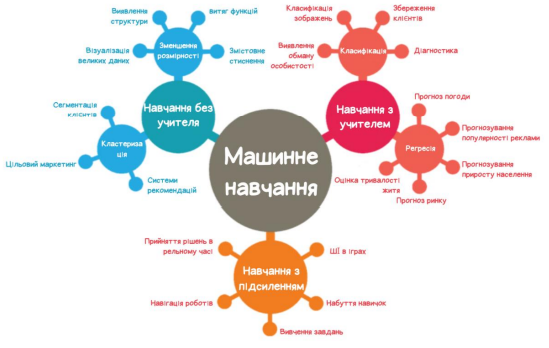 Виявлення
структури
витяг функцій
Візуалізація
великих даних
Зменшення
розмірності
Змістовне
стиснення
Навчання без
учителя
Сегментація
клієнтів
Кластериза
ція
Цільовий маркетинг
Системи
рекомендацій
Класифікація
зображень
Збереження
клієнтів
Виявлення
обману
особистості
Класифікація
Діагностика
Навчання з
учителем
Прогноз погоди
Прогнозування
популярності реклами
Регресія
Прогнозування
приросту населення
Оцінка тривалості
життя
Прогноз ринку
Машинне
навчання
Прийняття рішень в
рельному часі
ШІ в іграх
Навчання з
підсиленням
Навігація роботів
Набуття навичок
Вивчення завдань